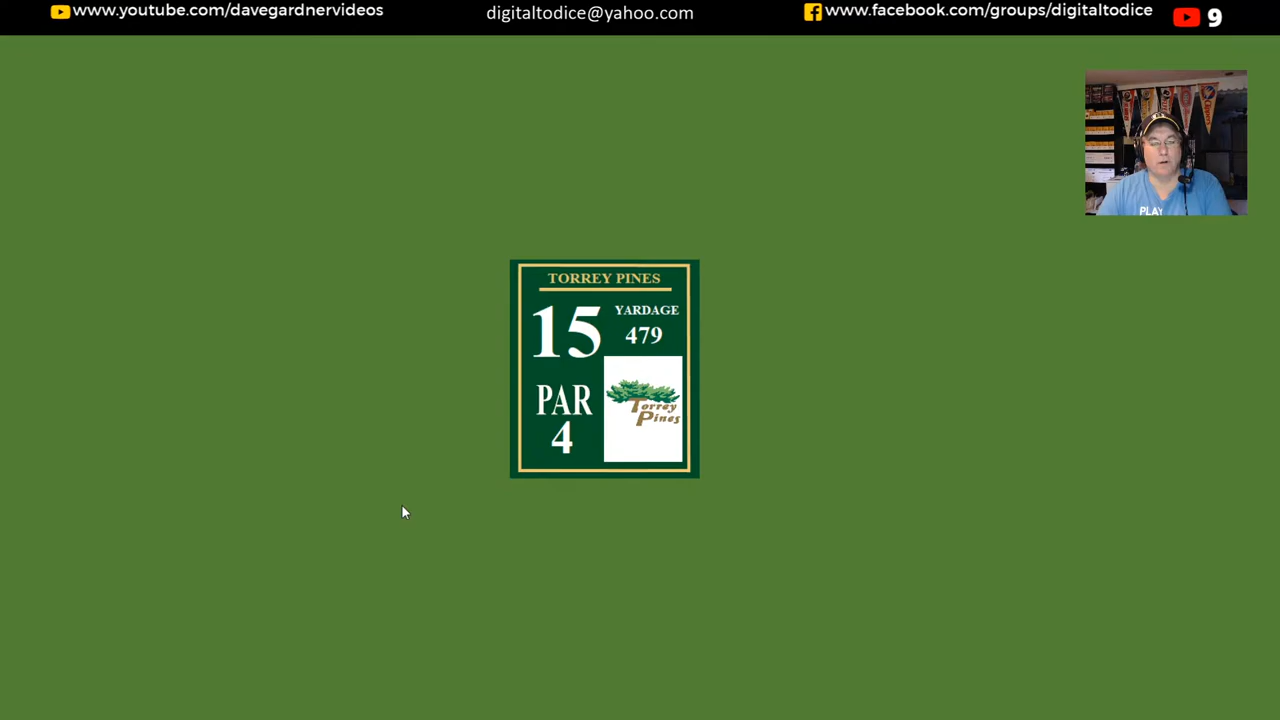 www.youtube.com/davegardnervideos
digitaltodice@yahoo.com
www.facebook.com/groups/digitaltodice
9
TORREY PINES
15
YARDAGE
479
PAR
4
Torrey
Pines
PLAY